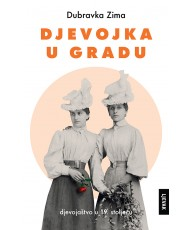 Dubravka Zima
DJEVOJKA
U GRADU
djevojaštvo u 19. stoljeću